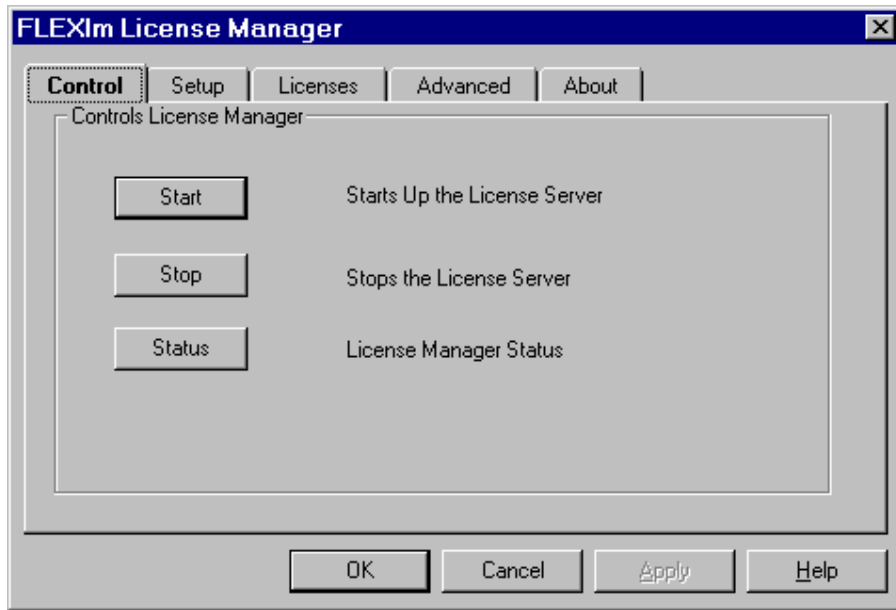 FLEXlm License Manager
Control Setup Licenses Advanced About
Controls License Manager
Start Starts Up the License Server
Stop Stops the License Server
Status License Manager Status
OK Cancel Apply Help